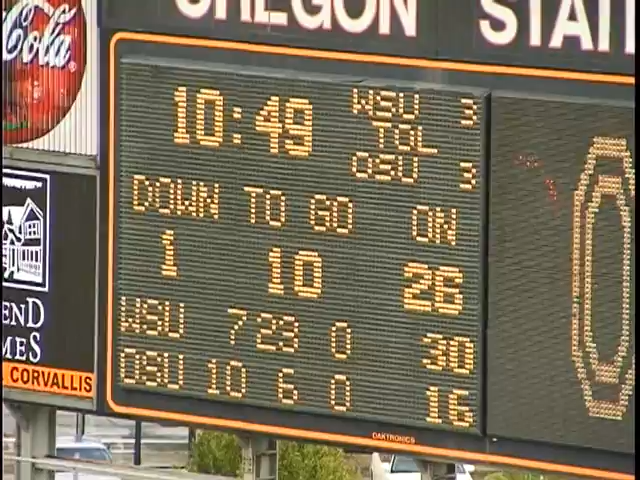 OREGON STATE
Cola
10:49 WSU 3
TOL
OSU 3
DOWN TO GO ON
1 10 26
WSU 7 23 0 30
OSU 10 6 0 16
END
MES
CORVALLIS
DAKTRONICS